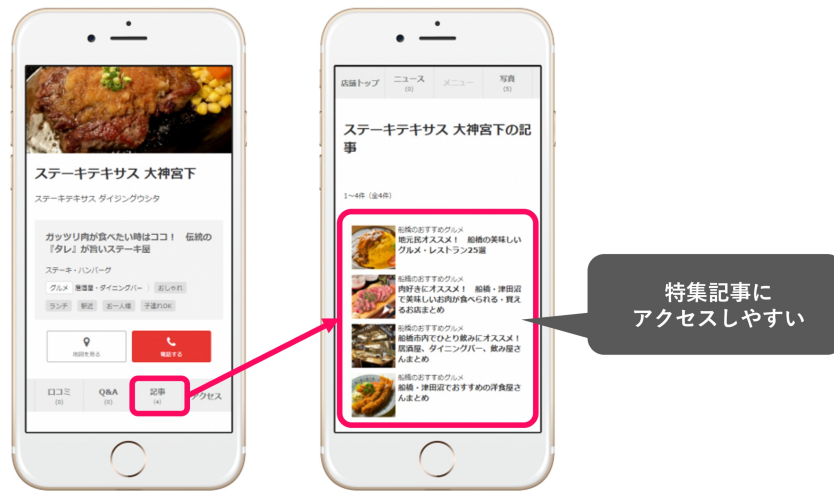 ステーキテキサス 大神宮下
ステーキテキサス ダイジングウシタ
ガッツリ肉が食べたい時はココ！ 伝統の
『タレ』が旨いステーキ屋
ステーキ・ハンバーグ
グルメ 居酒屋・ダイニングバー おしゃれ
ランチ 駅近 お一人様 子連れOK
地図を見る 電話する
口コミ Q&A 記事 アクセス
(0) (0) (4)
店舗トップ ニュース メニュー 写真
(0) (5)
ステーキテキサス 大神宮下の記
事
1〜4件（全4件）
船橋のおすすめグルメ
地元民オススメ！ 船橋の美味しい
グルメ・レストラン25選
船橋のおすすめグルメ
肉好きにオススメ！ 船橋・津田沼
で美味しいお肉が食べられる・買え
るお店まとめ
船橋のおすすめグルメ
船橋市内でひとり飲みにオススメ！
居酒屋、ダイニングバー、飲み屋さ
んまとめ
船橋のおすすめグルメ
船橋・津田沼でおすすめの洋食屋さ
んまとめ
特集記事に
アクセスしやすい